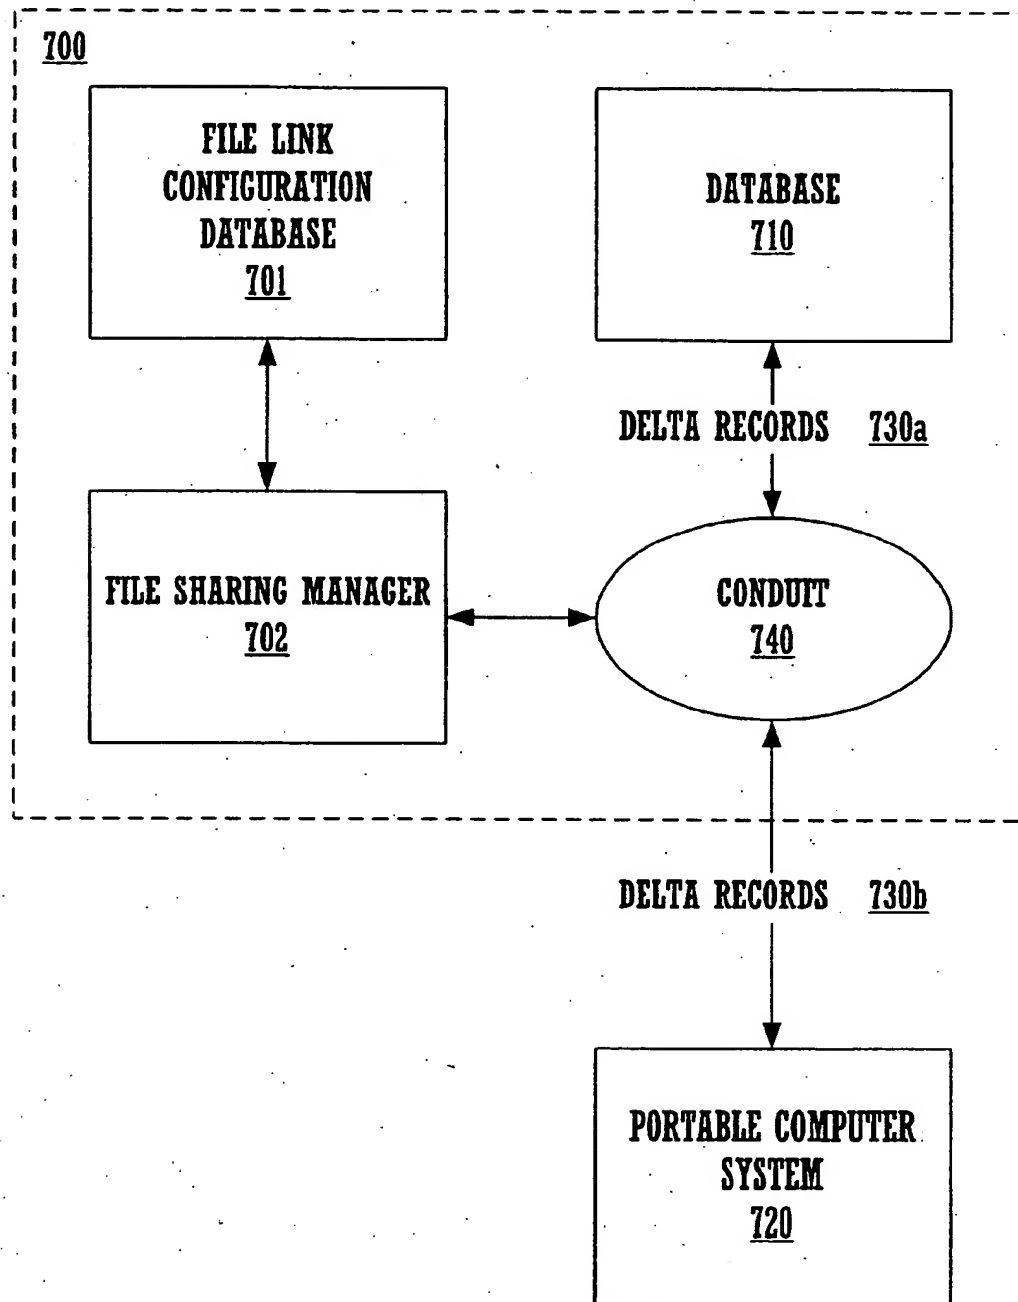 700
FILE LINK
CONFIGURATION
DATABASE
701
DATABASE
710
DELTA RECORDS 730a
FILE SHARING MANAGER
702
CONDUIT
740
DELTA RECORDS 730b
PORTABLE COMPUTER
SYSTEM
720